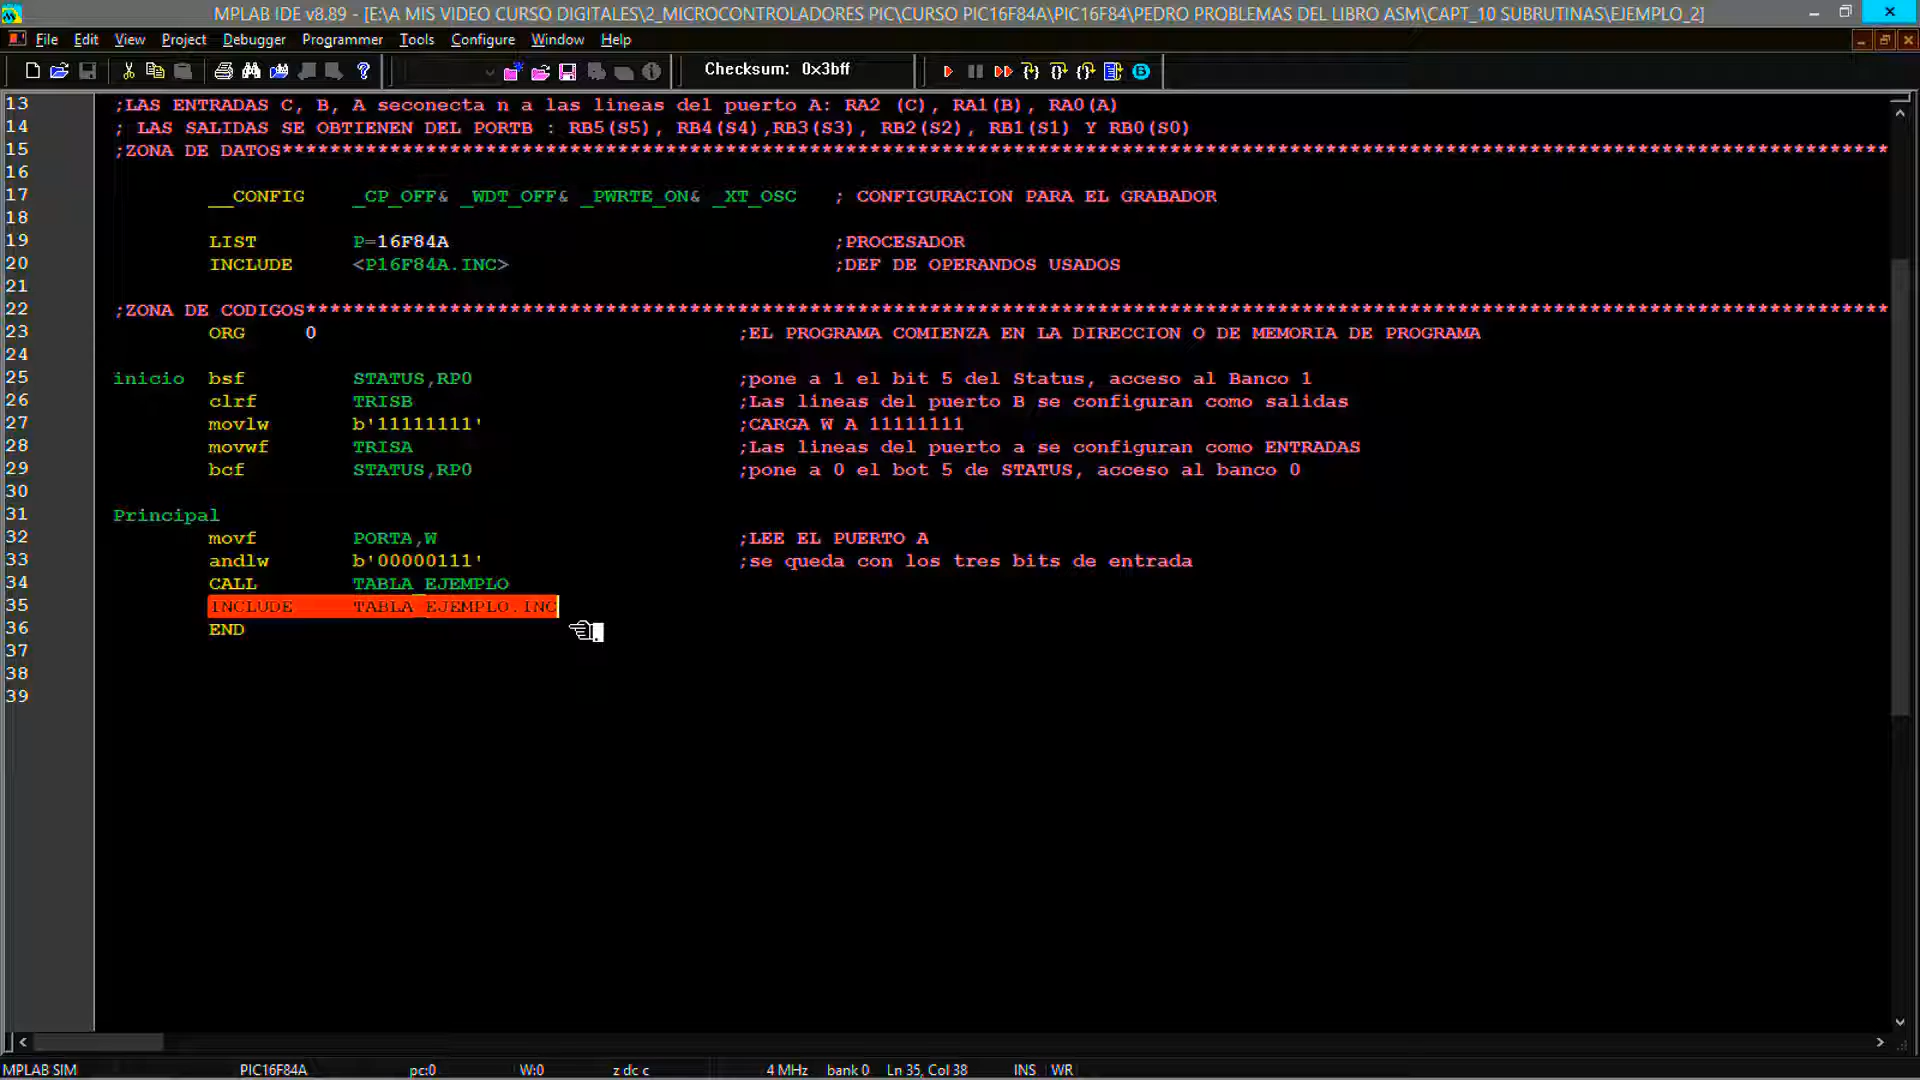 MPLAB IDE v8.89 - [E:\A MIS VIDEO CURSO DIGITALES\2_MICROCONTROLADORES PIC\CURSO PIC16F84A\PIC16F84\PEDRO PROBLEMAS DEL LIBRO ASM\CAPT_10 SUBRUTINAS\EJEMPLO_2]
File Edit View Project Debugger Programmer Tools Configure Window Help
Checksum: 0x3bff
13 ;LAS ENTRADAS C, B, A seconecta n a las lineas del puerto A: RA2 (C), RA1(B), RA0(A)
14 ; LAS SALIDAS SE OBTIENEN DEL PORTB : RB5(S5), RB4(S4),RB3(S3), RB2(S2), RB1(S1) Y RB0(S0)
15 ;ZONA DE DATOS**************************************************************************************************************************************
16
17 __CONFIG _CP_OFF& _WDT_OFF& _PWRTE_ON& _XT_OSC ; CONFIGURACION PARA EL GRABADOR
18
19 LIST P=16F84A ;PROCESADOR
20 INCLUDE <P16F84A.INC> ;DEF DE OPERANDOS USADOS
21
22 ;ZONA DE CODIGOS************************************************************************************************************************************
23 ORG 0 ;EL PROGRAMA COMIENZA EN LA DIRECCION O DE MEMORIA DE PROGRAMA
24
25 inicio bsf STATUS,RP0 ;pone a 1 el bit 5 del Status, acceso al Banco 1
26 clrf TRISB ;Las lineas del puerto B se configuran como salidas
27 movlw b'11111111' ;CARGA W A 11111111
28 movwf TRISA ;Las lineas del puerto a se configuran como ENTRADAS
29 bcf STATUS,RP0 ;pone a 0 el bot 5 de STATUS, acceso al banco 0
30
31 Principal
32 movf PORTA,W ;LEE EL PUERTO A
33 andlw b'00000111' ;se queda con los tres bits de entrada
34 CALL TABLA_EJEMPLO
35 INCLUDE TABLA_EJEMPLO.INC
36 END
37
38
39
MPLAB SIM PIC16F84A pc:0 W:0 z dc c 4 MHz bank 0 Ln 35, Col 38 INS WR